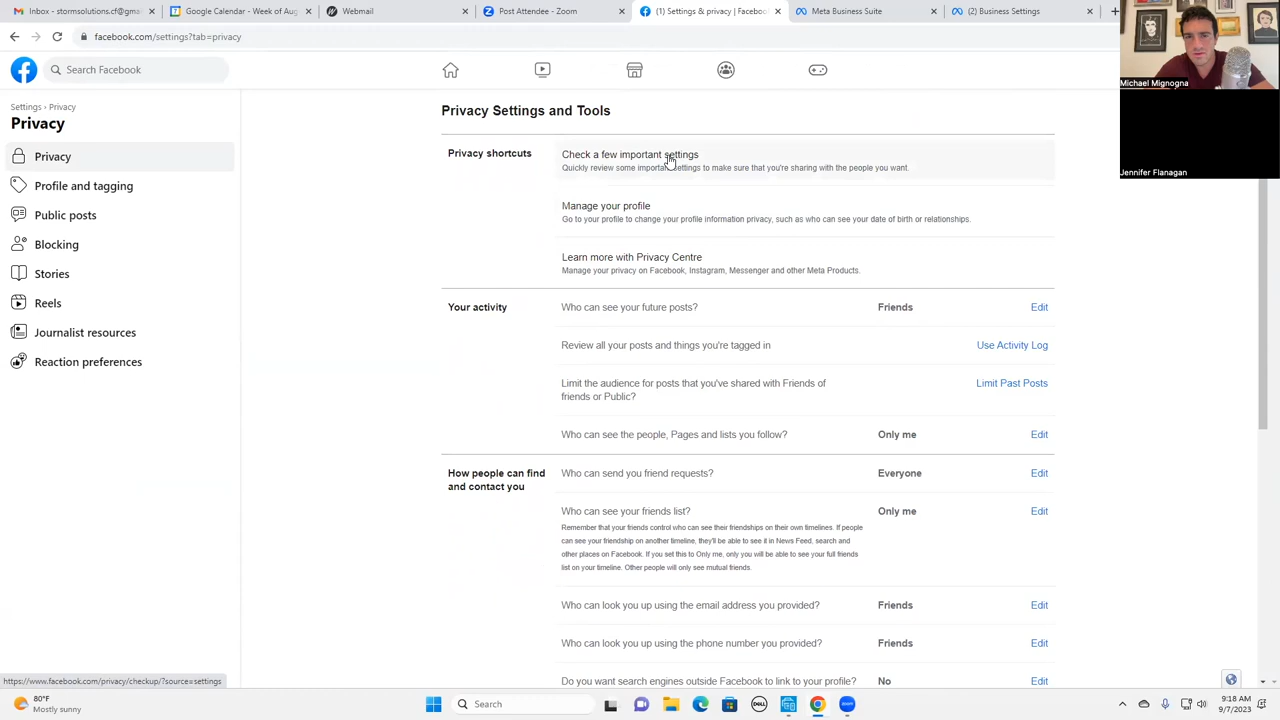 (1) Inbox - stormsolutions.cf@gmail
Google Calendar - Week of Aug
Webmail
Post Attendee - Zoom
(1) Settings & privacy | Facebook
Meta Business Suite
(2) Business Settings
facebook.com/settings?tab=privacy
Search Facebook
Michael Mignogna
Jennifer Flanagan
Settings › Privacy
Privacy
Privacy
Profile and tagging
Public posts
Blocking
Stories
Reels
Journalist resources
Reaction preferences
Privacy Settings and Tools
Privacy shortcuts
Check a few important settings
Quickly review some important settings to make sure that you're sharing with the people you want.
Manage your profile
Go to your profile to change your profile information privacy, such as who can see your date of birth or relationships.
Learn more with Privacy Centre
Manage your privacy on Facebook, Instagram, Messenger and other Meta Products.
Your activity
Who can see your future posts? Friends Edit
Review all your posts and things you're tagged in Use Activity Log
Limit the audience for posts that you've shared with Friends of Limit Past Posts
friends or Public?
Who can see the people, Pages and lists you follow? Only me Edit
How people can find
and contact you
Who can send you friend requests? Everyone Edit
Who can see your friends list? Only me Edit
Remember that your friends control who can see their friendships on their own timelines. If people
can see your friendship on another timeline, they'll be able to see it in News Feed, search and
other places on Facebook. If you set this to Only me, only you will be able to see your full friends
list on your timeline. Other people will only see mutual friends.
Who can look you up using the email address you provided? Friends Edit
Who can look you up using the phone number you provided? Friends Edit
Do you want search engines outside Facebook to link to your profile? No Edit
https://www.facebook.com/privacy/checkup/?source=settings
80°F
Mostly sunny
Search
DELL
zoom
9:18 AM
9/7/2023